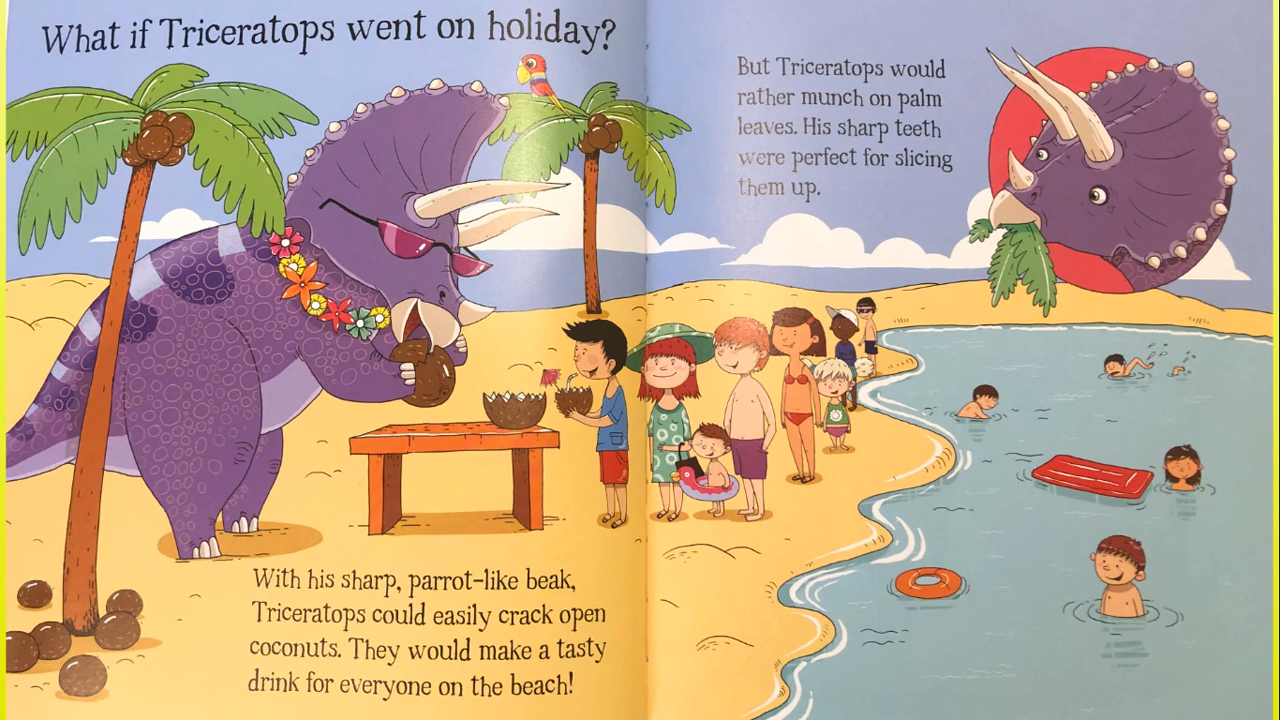 What if Triceratops went on holiday?
With his sharp, parrot-like beak,
Triceratops could easily crack open
coconuts. They would make a tasty
drink for everyone on the beach!
But Triceratops would
rather munch on palm
leaves. His sharp teeth
were perfect for slicing
them up.